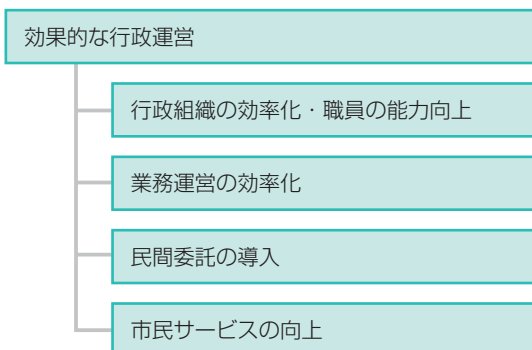 効果的な行政運営
行政組織の効率化・職員の能力向上
業務運営の効率化
民間委託の導入
市民サービスの向上